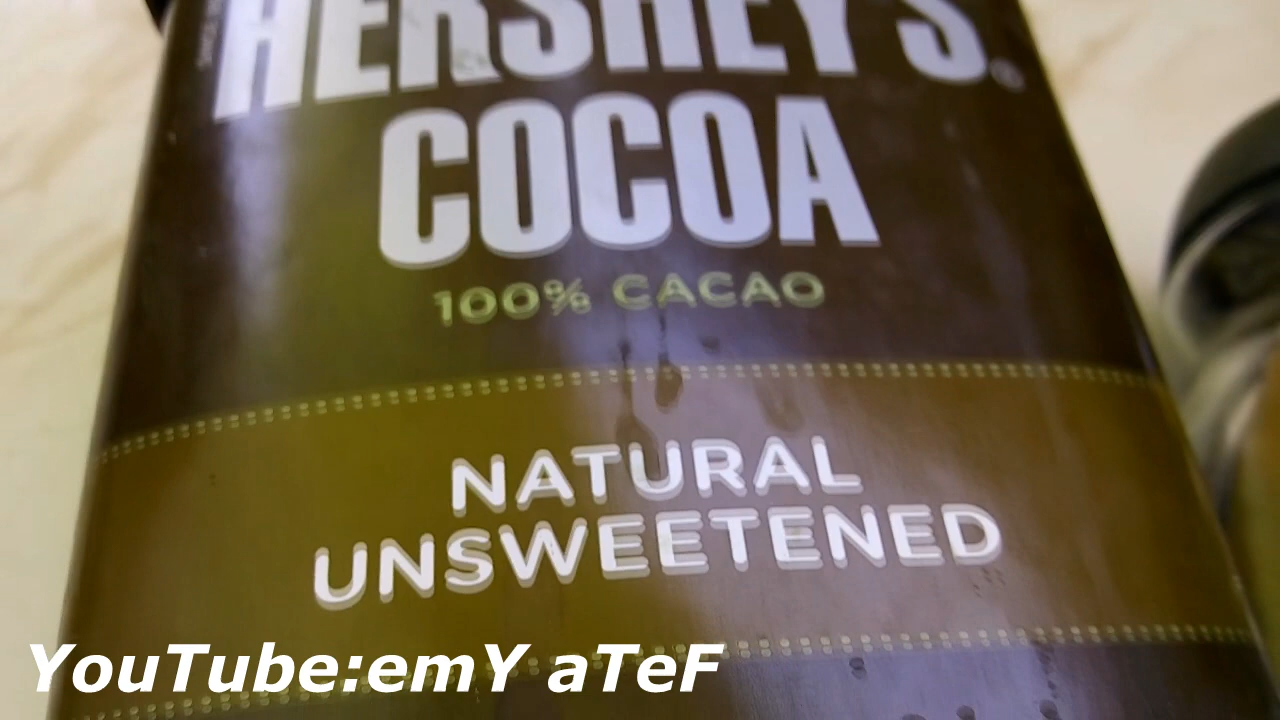 HERSHEY'S®
COCOA
100% CACAO
NATURAL
UNSWEETENED
YouTube:emY aTeF